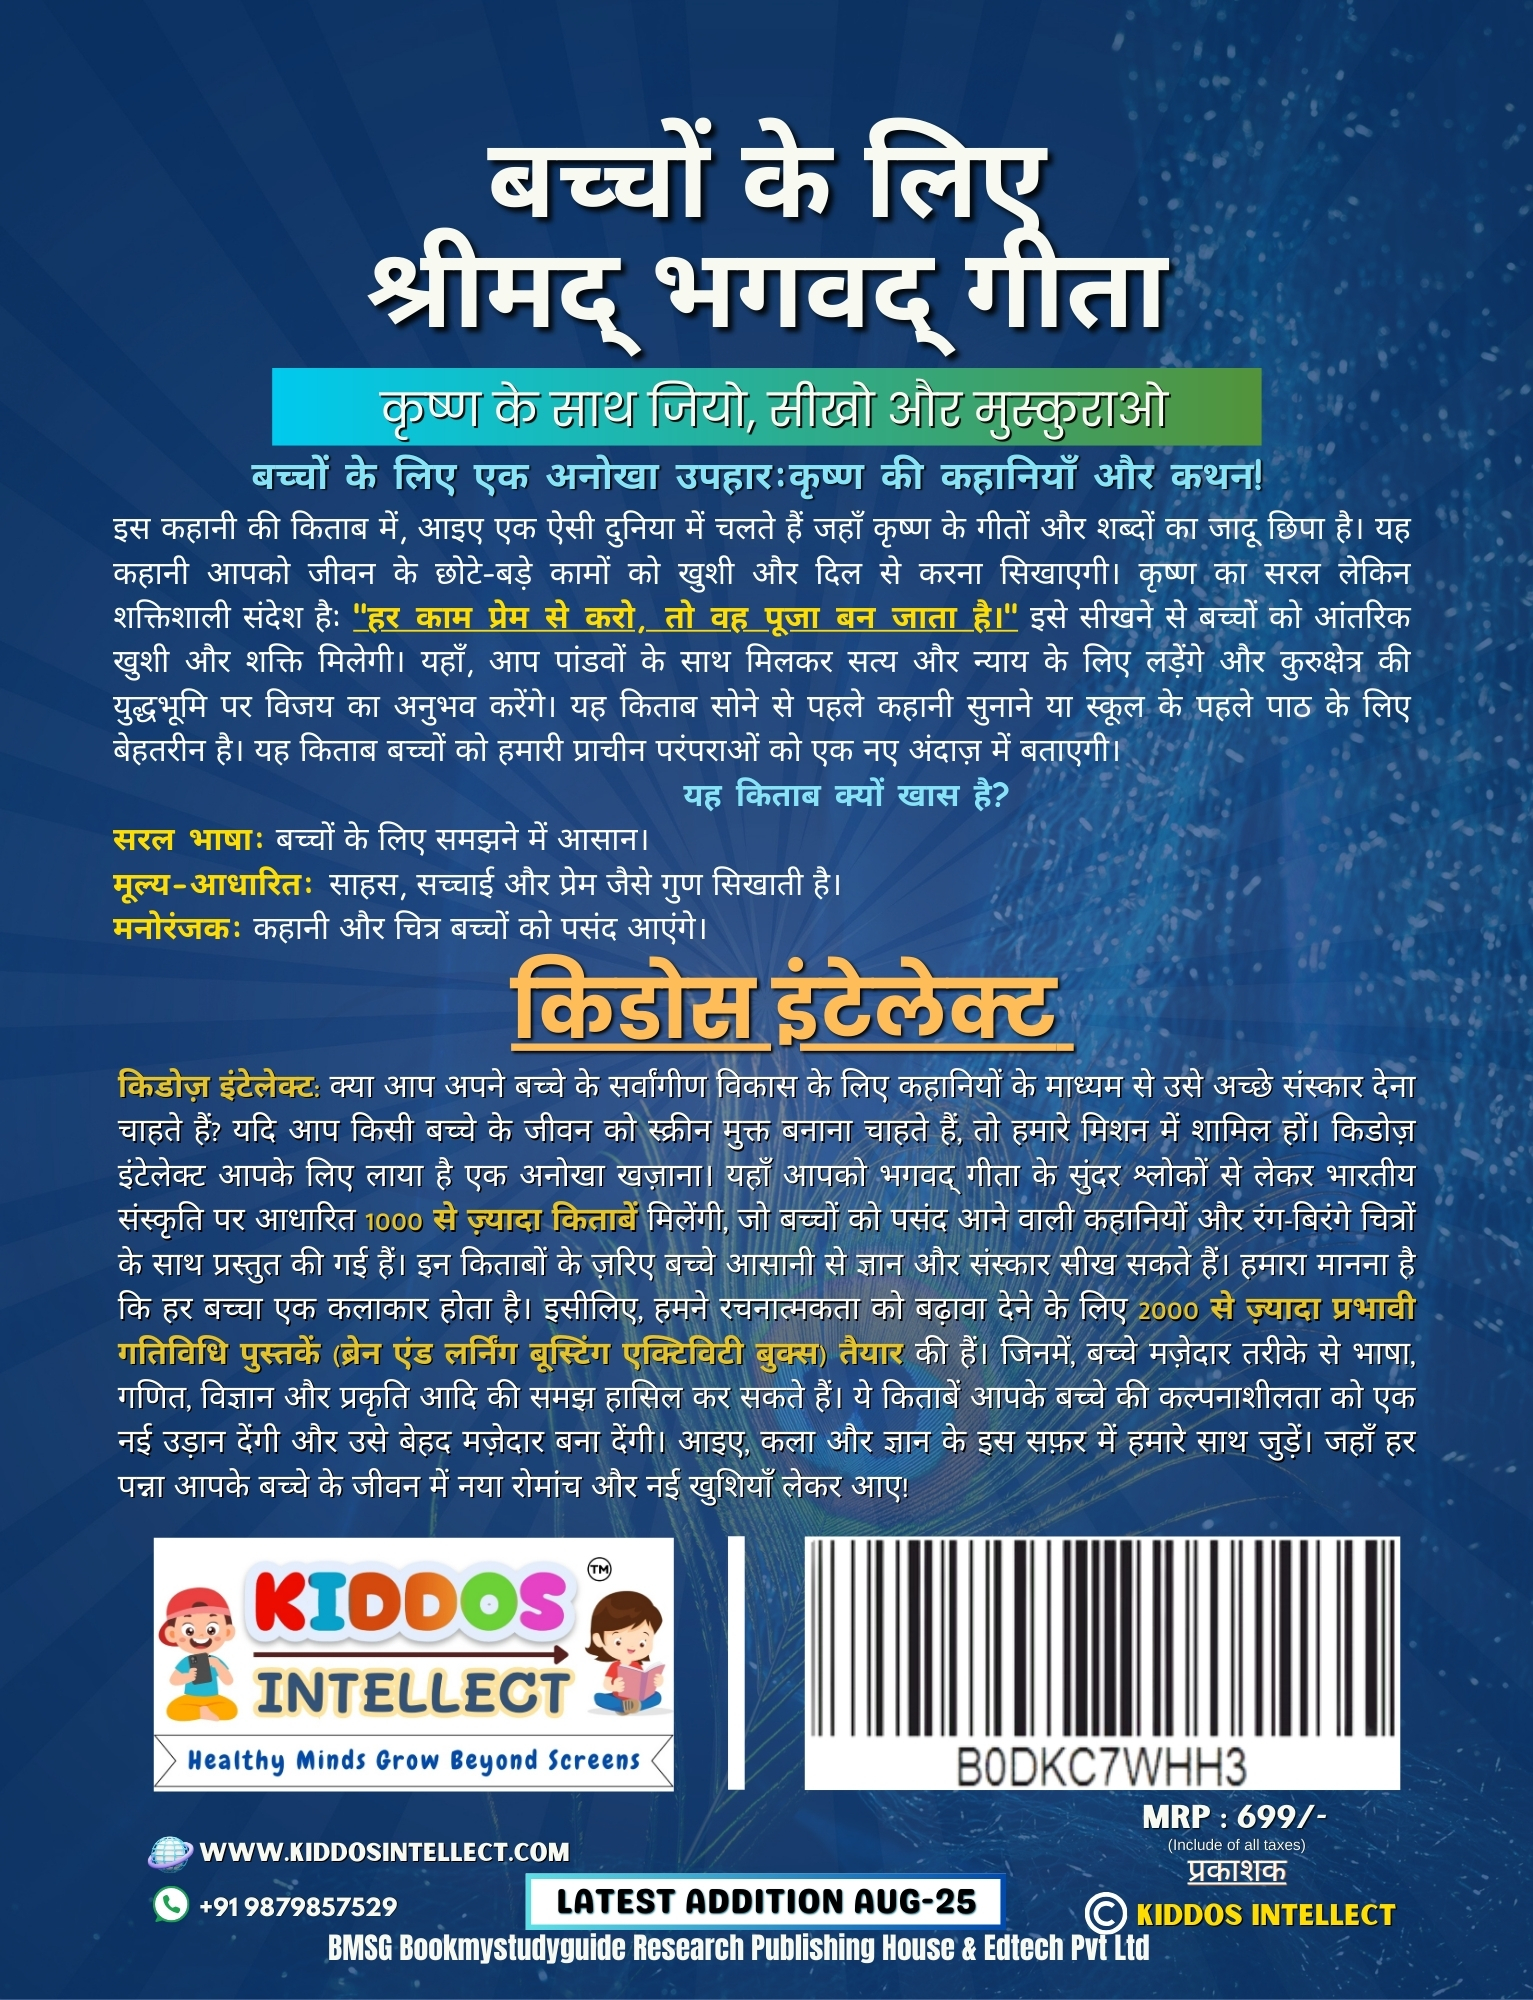 बच्चों के लिए
श्रीमद् भगवद् गीता
कृष्ण के साथ जियो, सीखो और मुस्कुराओ
बच्चों के लिए एक अनोखा उपहार:कृष्ण की कहानियाँ और कथन!
इस कहानी की किताब में, आइए एक ऐसी दुनिया में चलते हैं जहाँ कृष्ण के गीतों और शब्दों का जादू छिपा है। यह
कहानी आपको जीवन के छोटे-बड़े कामों को खुशी और दिल से करना सिखाएगी। कृष्ण का सरल लेकिन
शक्तिशाली संदेश है: "हर काम प्रेम से करो, तो वह पूजा बन जाता है।" इसे सीखने से बच्चों को आंतरिक
खुशी और शक्ति मिलेगी। यहाँ, आप पांडवों के साथ मिलकर सत्य और न्याय के लिए लड़ेंगे और कुरुक्षेत्र की
युद्धभूमि पर विजय का अनुभव करेंगे। यह किताब सोने से पहले कहानी सुनाने या स्कूल के पहले पाठ के लिए
बेहतरीन है। यह किताब बच्चों को हमारी प्राचीन परंपराओं को एक नए अंदाज़ में बताएगी।
यह किताब क्यों खास है?
सरल भाषा: बच्चों के लिए समझने में आसान।
मूल्य-आधारित: साहस, सच्चाई और प्रेम जैसे गुण सिखाती है।
मनोरंजक: कहानी और चित्र बच्चों को पसंद आएंगे।
किडोस इंटेलेक्ट
किडोज़ इंटेलेक्ट: क्या आप अपने बच्चे के सर्वांगीण विकास के लिए कहानियों के माध्यम से उसे अच्छे संस्कार देना
चाहते हैं? यदि आप किसी बच्चे के जीवन को स्क्रीन मुक्त बनाना चाहते हैं, तो हमारे मिशन में शामिल हों। किडोज़
इंटेलेक्ट आपके लिए लाया है एक अनोखा खज़ाना। यहाँ आपको भगवद् गीता के सुंदर श्लोकों से लेकर भारतीय
संस्कृति पर आधारित 1000 से ज़्यादा किताबें मिलेंगी, जो बच्चों को पसंद आने वाली कहानियों और रंग-बिरंगे चित्रों
के साथ प्रस्तुत की गई हैं। इन किताबों के ज़रिए बच्चे आसानी से ज्ञान और संस्कार सीख सकते हैं। हमारा मानना है
कि हर बच्चा एक कलाकार होता है। इसीलिए, हमने रचनात्मकता को बढ़ावा देने के लिए 2000 से ज़्यादा प्रभावी
गतिविधि पुस्तकें (ब्रेन एंड लर्निंग बूस्टिंग एक्टिविटी बुक्स) तैयार की हैं। जिनमें, बच्चे मज़ेदार तरीके से भाषा,
गणित, विज्ञान और प्रकृति आदि की समझ हासिल कर सकते हैं। ये किताबें आपके बच्चे की कल्पनाशीलता को एक
नई उड़ान देंगी और उसे बेहद मज़ेदार बना देंगी। आइए, कला और ज्ञान के इस सफ़र में हमारे साथ जुड़ें। जहाँ हर
पन्ना आपके बच्चे के जीवन में नया रोमांच और नई खुशियाँ लेकर आए!
KIDDOS TM
INTELLECT
Healthy Minds Grow Beyond Screens
B0DKC7WHH3
MRP : 699/-
(Include of all taxes)
प्रकाशक
© KIDDOS INTELLECT
WWW.KIDDOSINTELLECT.COM
+91 9879857529
LATEST ADDITION AUG-25
BMSG Bookmystudyguide Research Publishing House & Edtech Pvt Ltd